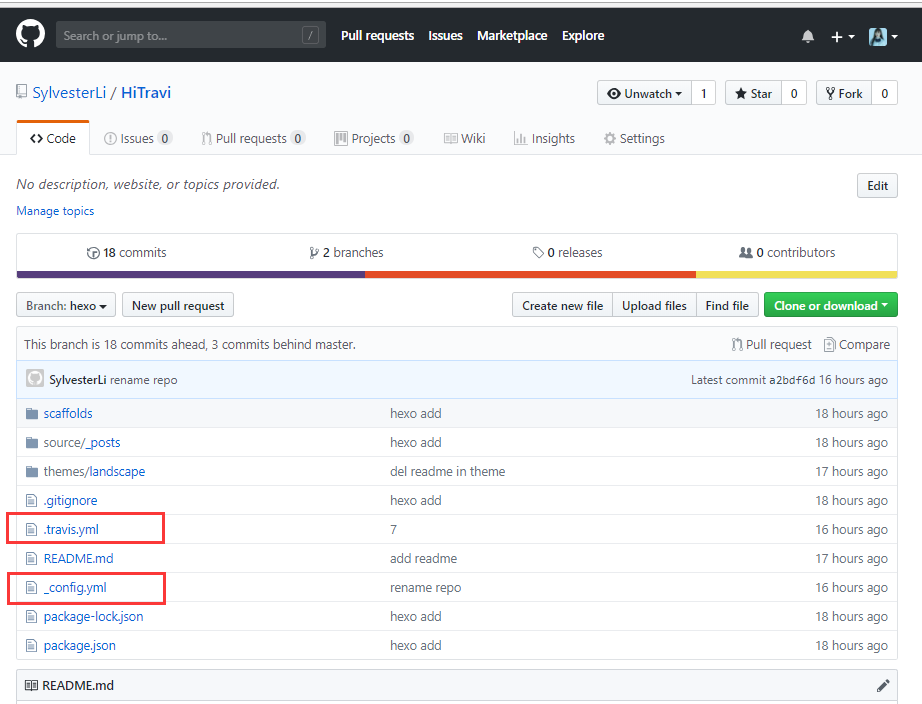 Search or jump to... / Pull requests Issues Marketplace Explore
SylvesterLi / HiTravi Unwatch 1 Star 0 Fork 0
Code Issues 0 Pull requests 0 Projects 0 Wiki Insights Settings
No description, website, or topics provided. Edit
Manage topics
18 commits 2 branches 0 releases 0 contributors
Branch: hexo New pull request Create new file Upload files Find file Clone or download
This branch is 18 commits ahead, 3 commits behind master. Pull request Compare
SylvesterLi rename repo Latest commit a2bdf6d 16 hours ago
scaffolds hexo add 18 hours ago
source/_posts hexo add 18 hours ago
themes/landscape del readme in theme 17 hours ago
.gitignore hexo add 18 hours ago
.travis.yml 7 16 hours ago
README.md add readme 17 hours ago
_config.yml rename repo 16 hours ago
package-lock.json hexo add 18 hours ago
package.json hexo add 18 hours ago
README.md